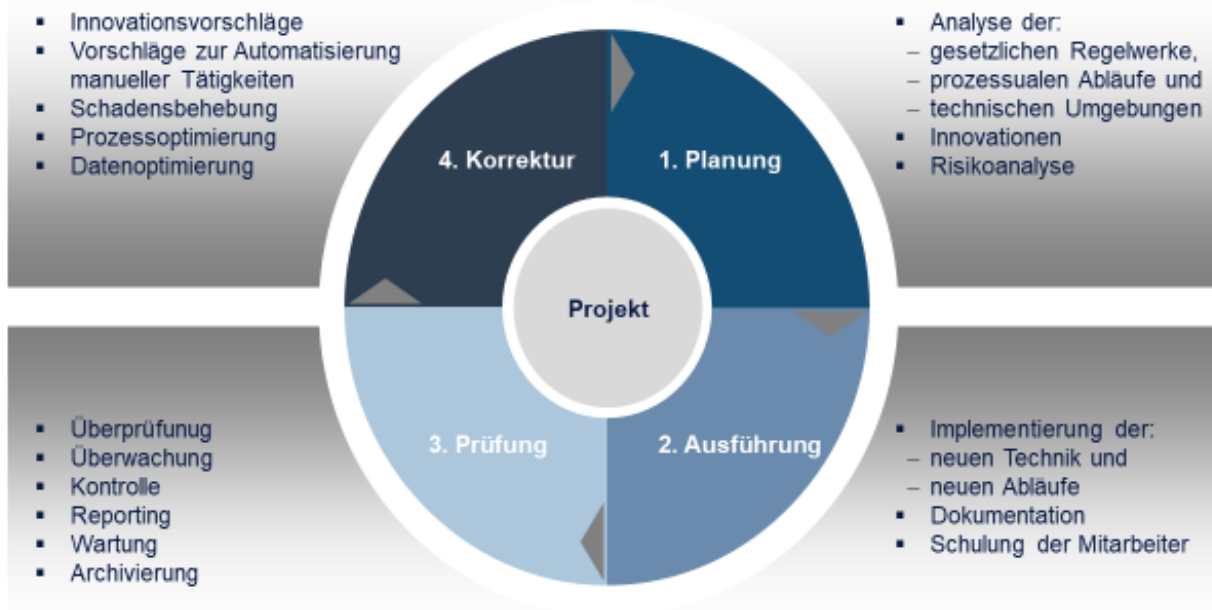 ▪ Innovationsvorschläge
▪ Vorschläge zur Automatisierung
manueller Tätigkeiten
▪ Schadensbehebung
▪ Prozessoptimierung
▪ Datenoptimierung
4. Korrektur
1. Planung
▪ Analyse der:
– gesetzlichen Regelwerke,
– prozessualen Abläufe und
– technischen Umgebungen
▪ Innovationen
▪ Risikoanalyse
Projekt
▪ Überprüfunug
▪ Überwachung
▪ Kontrolle
▪ Reporting
▪ Wartung
▪ Archivierung
3. Prüfung
2. Ausführung
▪ Implementierung der:
– neuen Technik und
– neuen Abläufe
▪ Dokumentation
▪ Schulung der Mitarbeiter